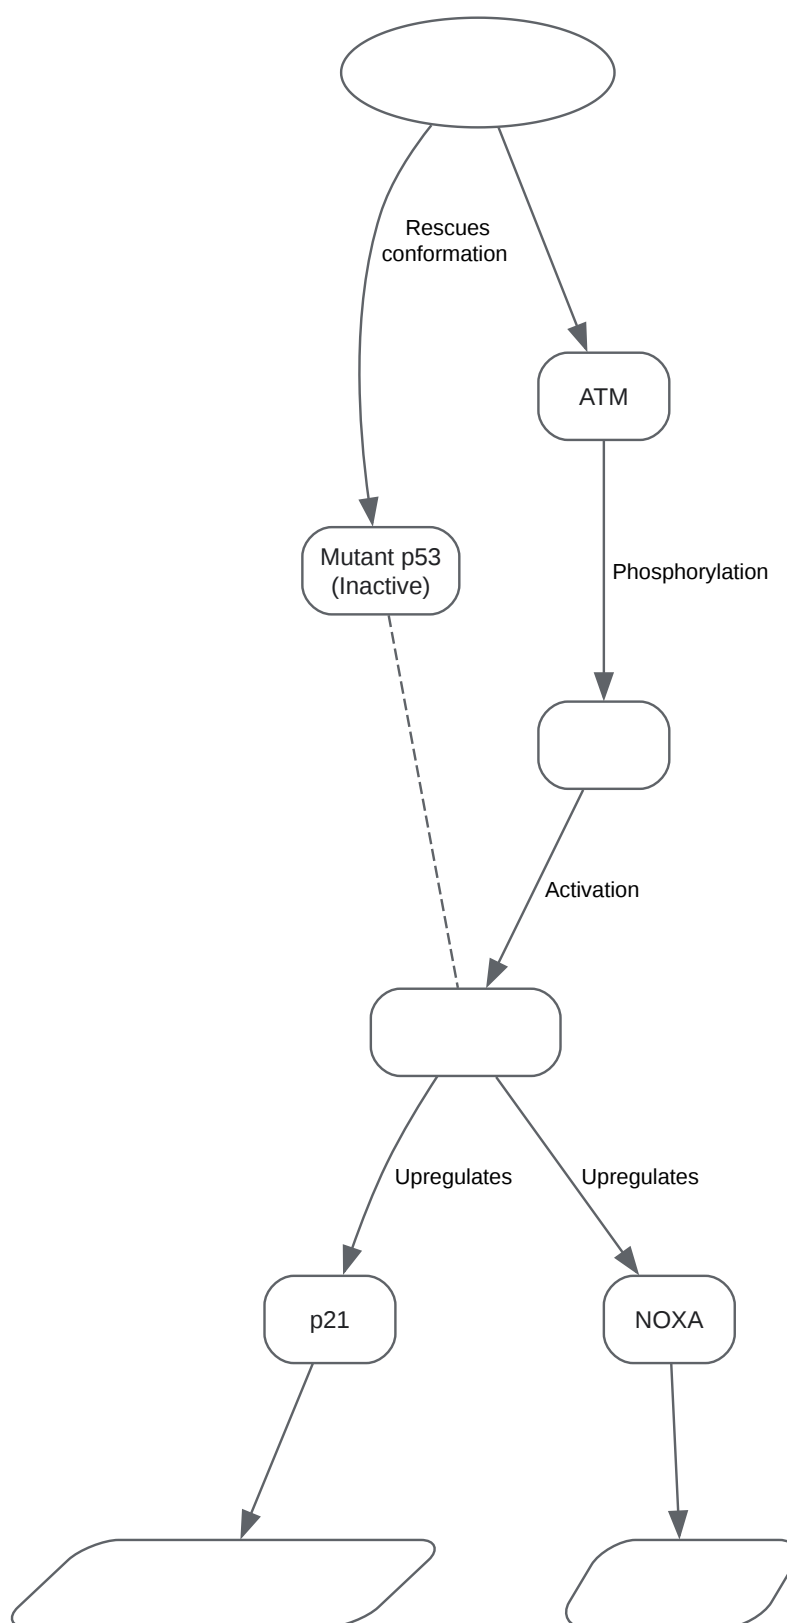 Rescues
conformation
ATM
Mutant p53
(Inactive)
Phosphorylation
Activation
Upregulates
Upregulates
p21
NOXA